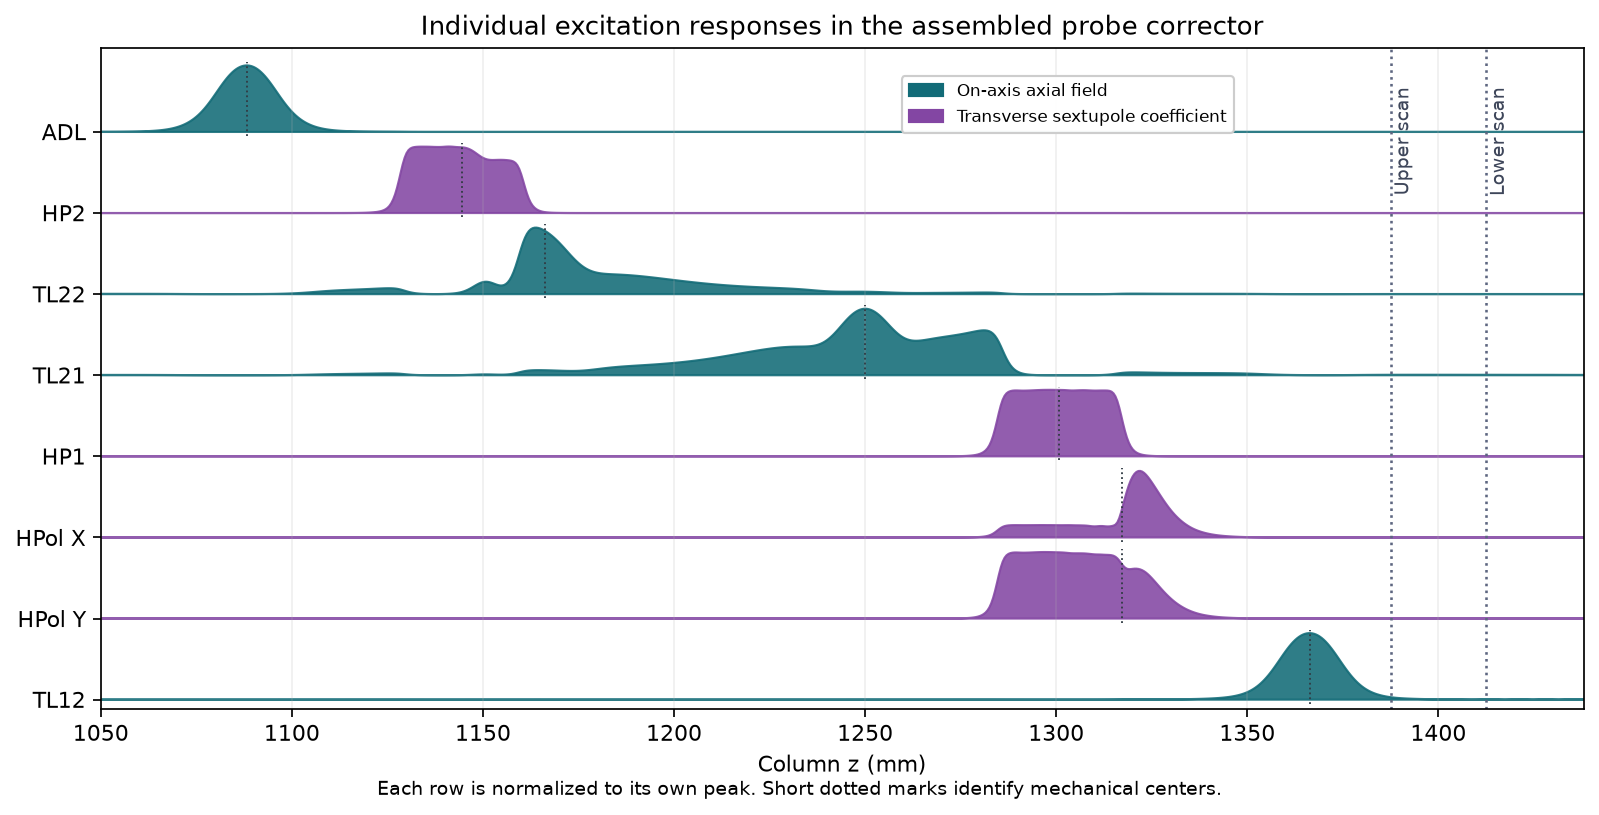 Individual excitation responses in the assembled probe corrector
On-axis axial field
Transverse sextupole coefficient
Upper scan
Lower scan
ADL
HP2
TL22
TL21
HP1
HPol X
HPol Y
TL12
1050 1100 1150 1200 1250 1300 1350 1400
Column z (mm)
Each row is normalized to its own peak. Short dotted marks identify mechanical centers.